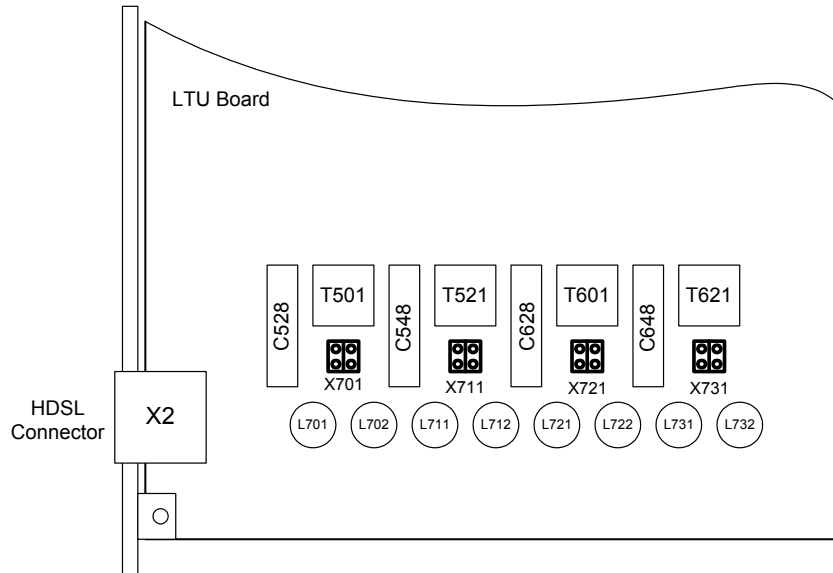 LTU Board
T501
T521
T601
T621
C528
C548
C628
C648
X701
X711
X721
X731
HDSL
Connector
X2
L701
L702
L711
L712
L721
L722
L731
L732